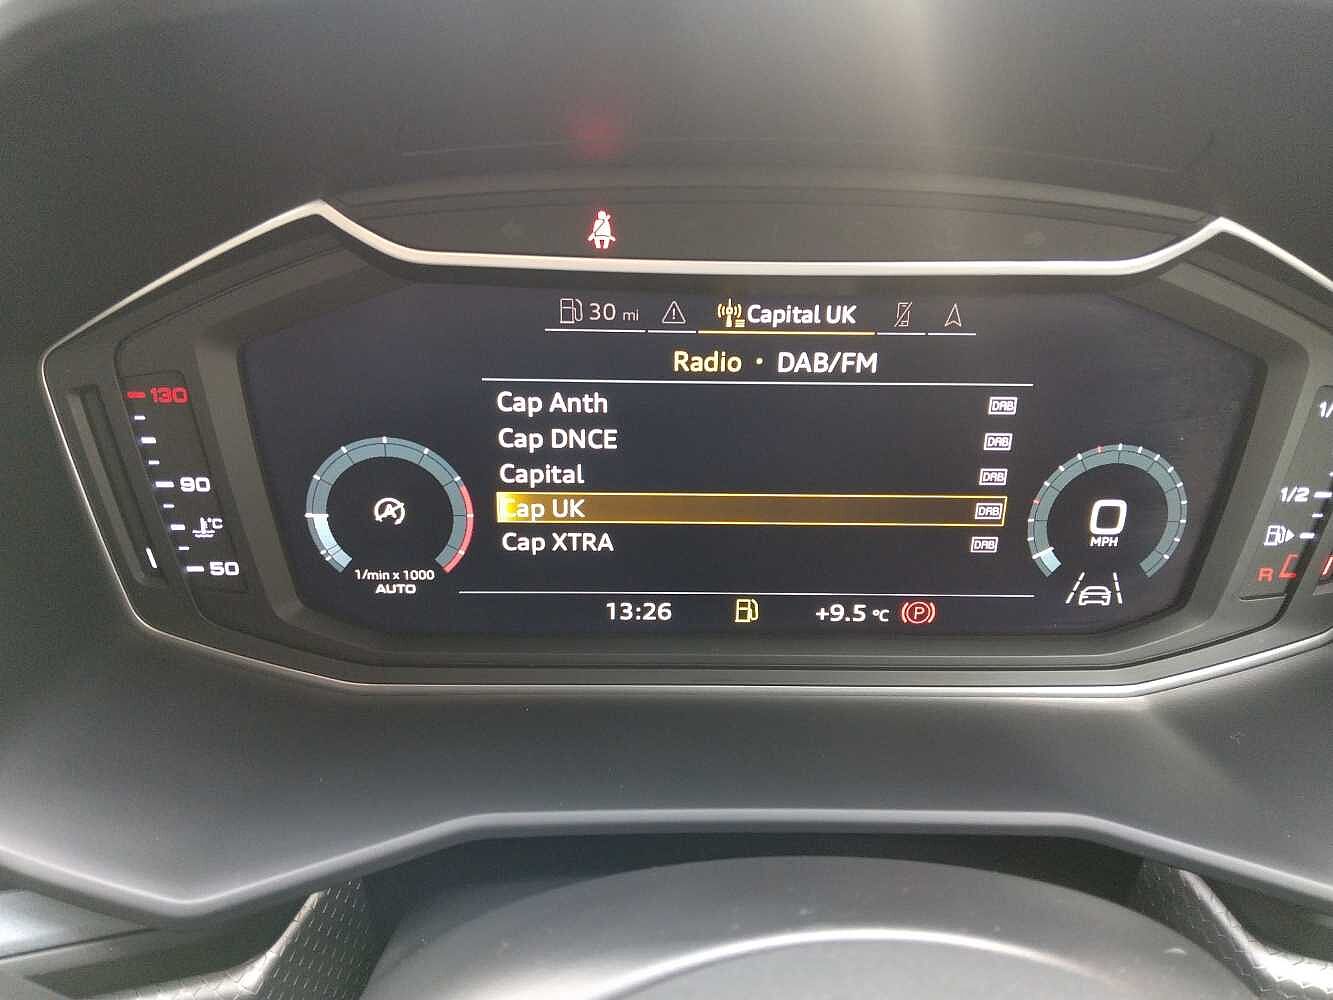 30 mi Capital UK
Radio • DAB/FM
Cap Anth DAB
Cap DNCE DAB
Capital DAB
Cap UK DAB
Cap XTRA DAB
130
90
°C
50
1/min x 1000
AUTO
0
MPH
1/2
R
13:26 +9.5 °C (P)